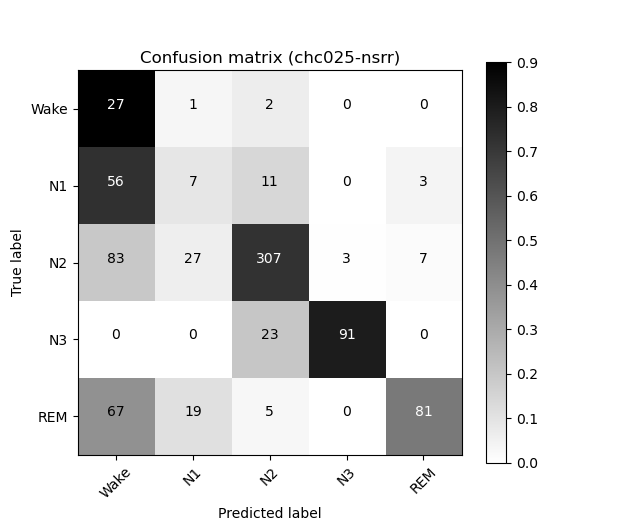 Confusion matrix (chc025-nsrr)
Wake 27 1 2 0 0
N1 56 7 11 0 3
N2 83 27 307 3 7
N3 0 0 23 91 0
REM 67 19 5 0 81
Wake N1 N2 N3 REM
True label
Predicted label
0.9
0.8
0.7
0.6
0.5
0.4
0.3
0.2
0.1
0.0